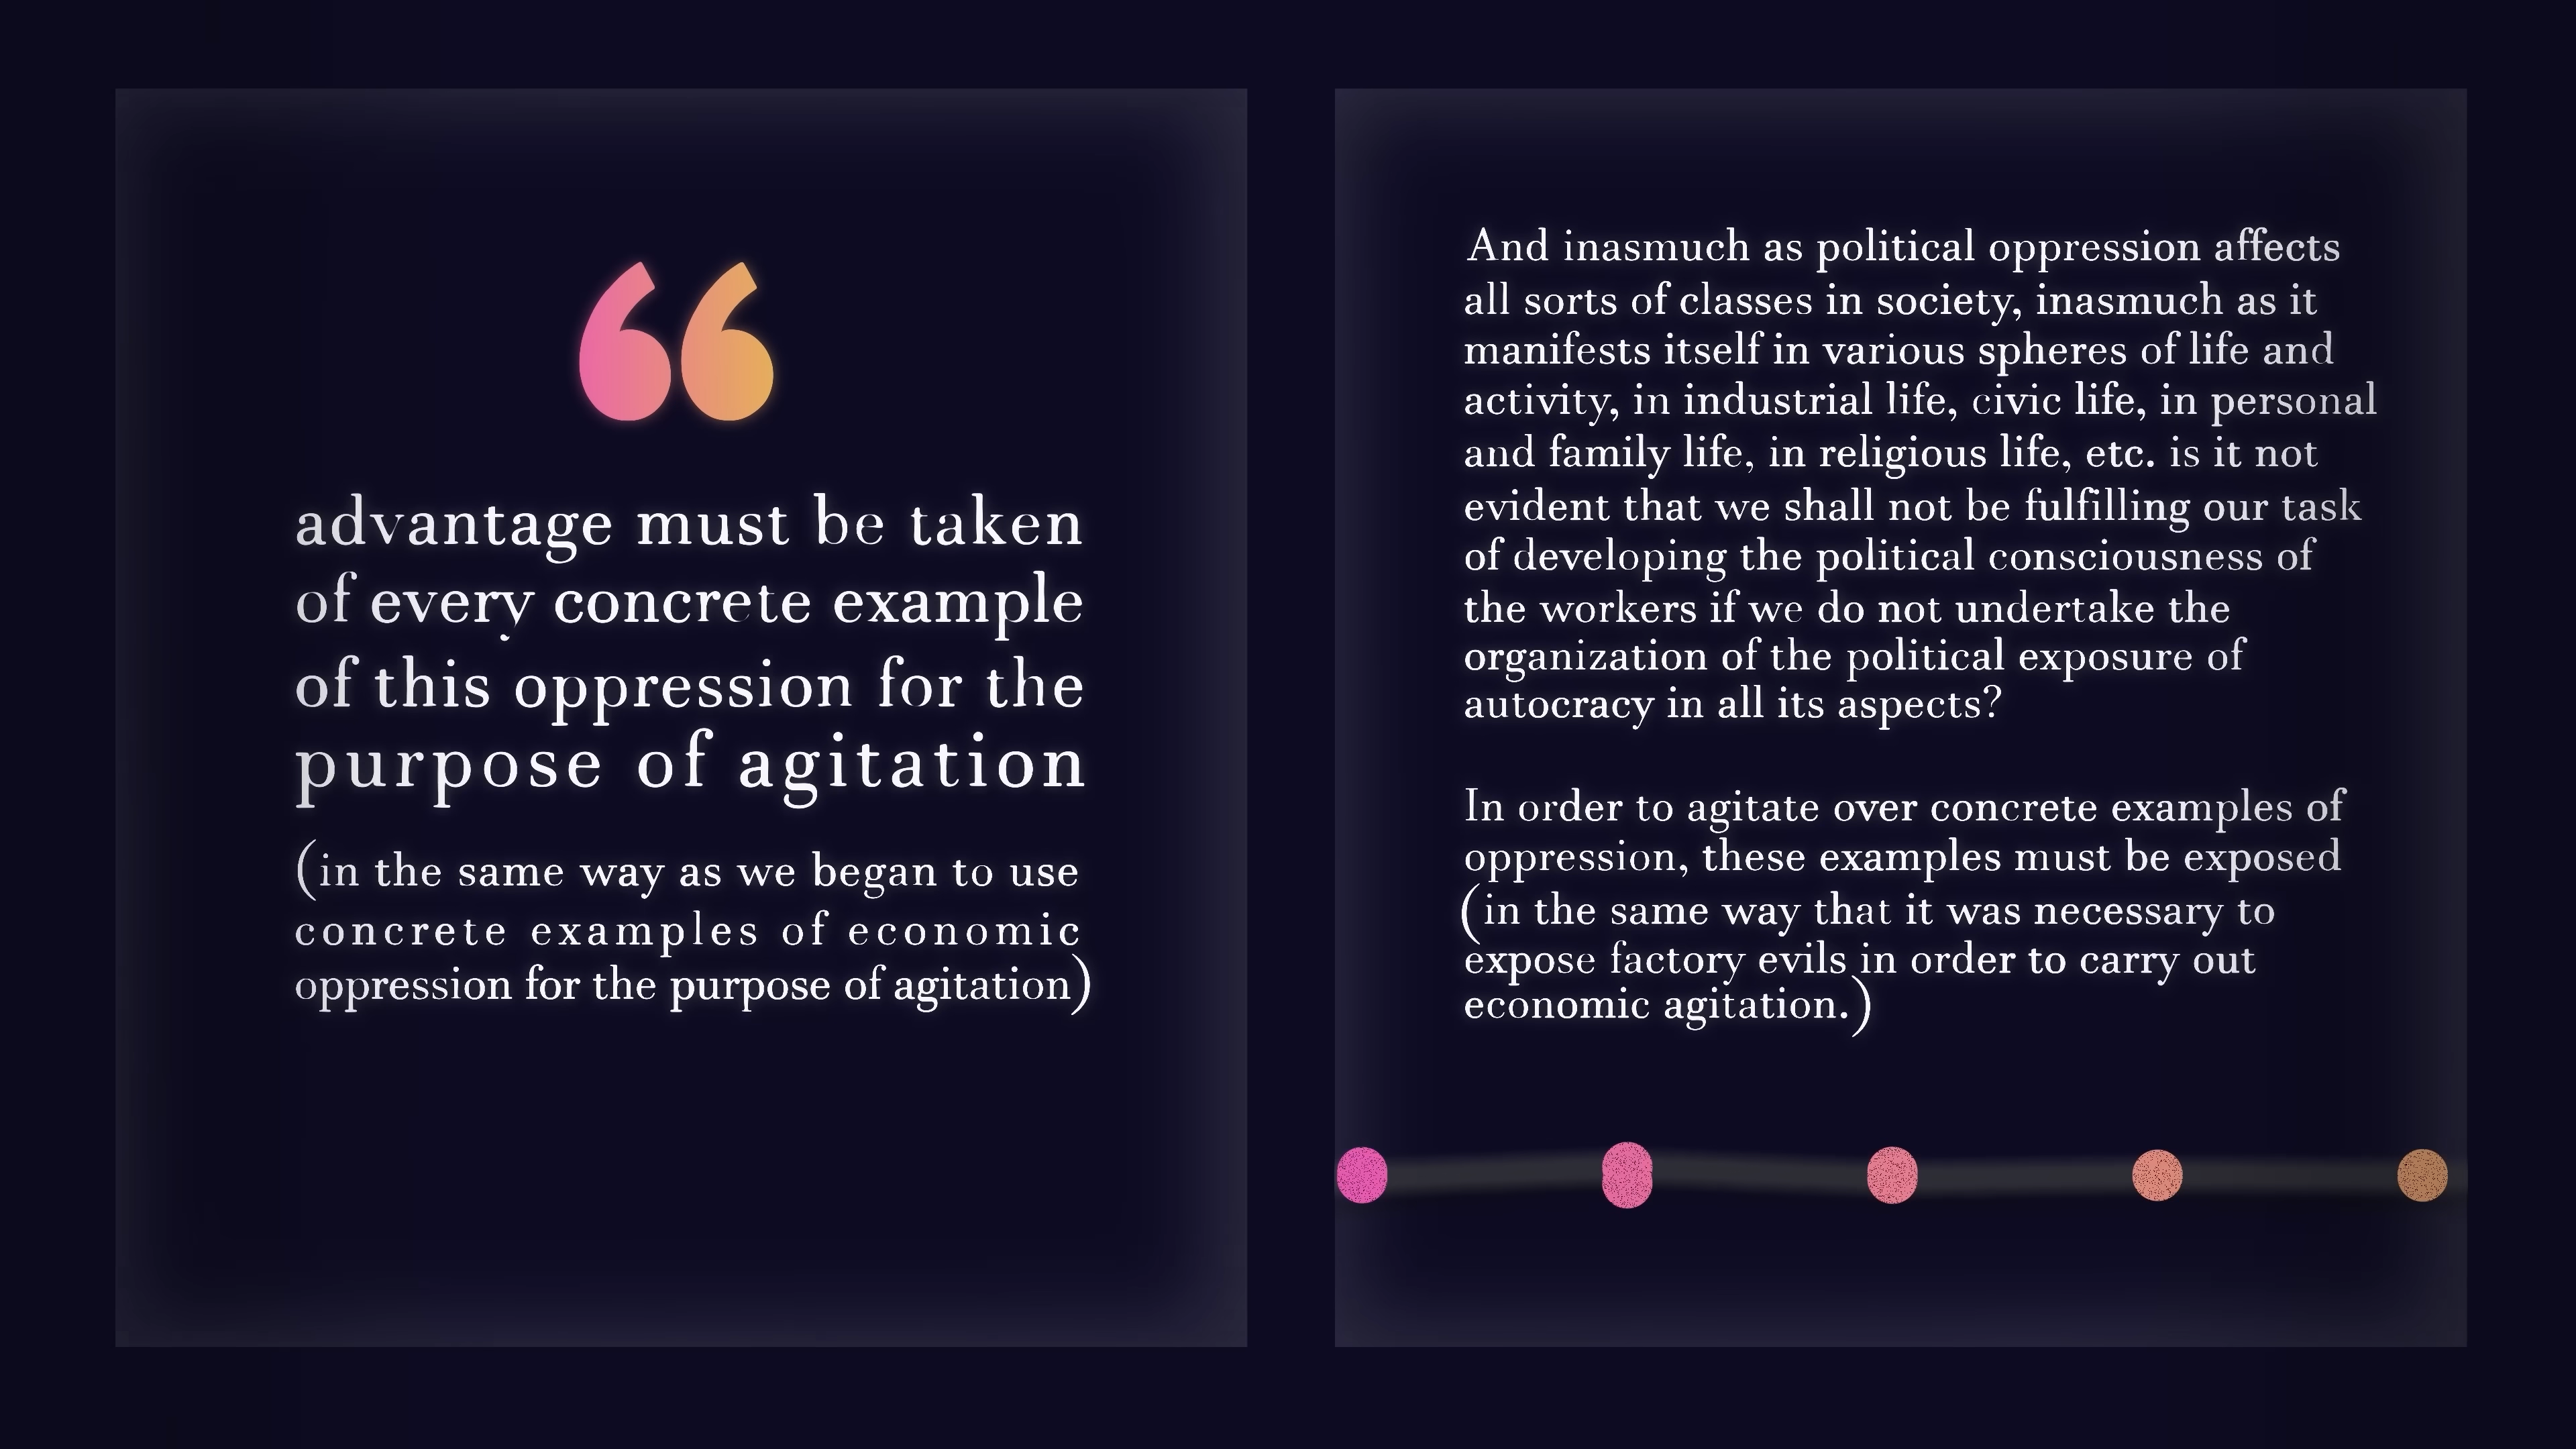 “
advantage must be taken
of every concrete example
of this oppression for the
purpose of agitation
(in the same way as we began to use
concrete examples of economic
oppression for the purpose of agitation)
And inasmuch as political oppression affects
all sorts of classes in society, inasmuch as it
manifests itself in various spheres of life and
activity, in industrial life, civic life, in personal
and family life, in religious life, etc. is it not
evident that we shall not be fulfilling our task
of developing the political consciousness of
the workers if we do not undertake the
organization of the political exposure of
autocracy in all its aspects?
In order to agitate over concrete examples of
oppression, these examples must be exposed
(in the same way that it was necessary to
expose factory evils in order to carry out
economic agitation.)